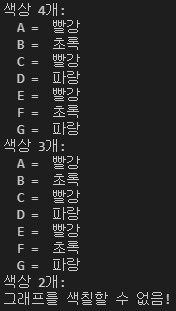 색상 4개:
A = 빨강
B = 초록
C = 빨강
D = 파랑
E = 빨강
F = 초록
G = 파랑
색상 3개:
A = 빨강
B = 초록
C = 빨강
D = 파랑
E = 빨강
F = 초록
G = 파랑
색상 2개:
그래프를 색칠할 수 없음!